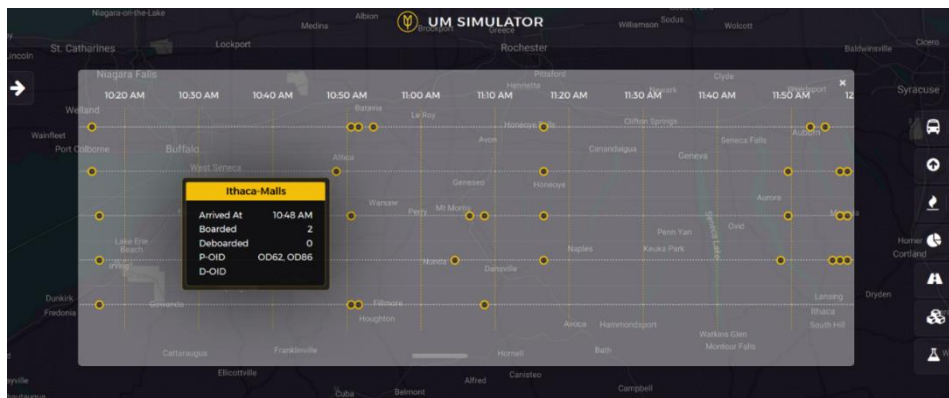 Niagara-on-the-Lake
Albion
Medina
UM SIMULATOR
Brockport
Greece
Williamson
Sodus
Wolcott
St. Catharines
Lockport
Rochester
Baldwinsville
Cicero
Niagara Falls
Pittsford
Henrietta
Clyde
Newark
Syracuse
10:20 AM 10:30 AM 10:40 AM 10:50 AM 11:00 AM 11:10 AM 11:20 AM 11:30 AM 11:40 AM 11:50 AM 12
Welland
Batavia
Le Roy
Honeoye Falls
Clifton Springs
Auburn
Wainfleet
Port Colborne
Buffalo
Avon
Canandaigua
Seneca Falls
Geneva
West Seneca
Attica
Geneseo
Honeoye
Ithaca-Malls
Arrived At 10:48 AM
Boarded 2
Deboarded 0
P-OID OD62, OD86
D-OID
Warsaw
Perry
Mt Morris
Aurora
Seneca Lake
Ovid
Penn Yan
Keuka Park
Naples
Lake Erie Beach
Irving
Nunda
Dansville
Homer
Cortland
Dunkirk
Fredonia
Gowanda
Fillmore
Houghton
Lansing
Dryden
Ithaca
South Hill
Avoca
Hammondsport
Watkins Glen
Montour Falls
Cattaraugus
Franklinville
Hornell
Bath
Ellicottville
Alfred
Canisteo
Cuba
Belmont
Campbell